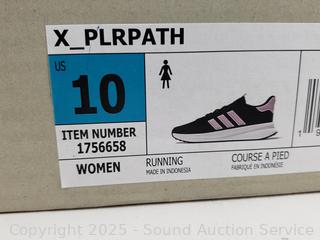 X_PLRPATH
US
10
ITEM NUMBER
1756658
WOMEN
RUNNING
MADE IN INDONESIA
COURSE A PIED
FABRIQUÉ EN INDONÉSIE
Copyright © 2025 - Sound Auction Service